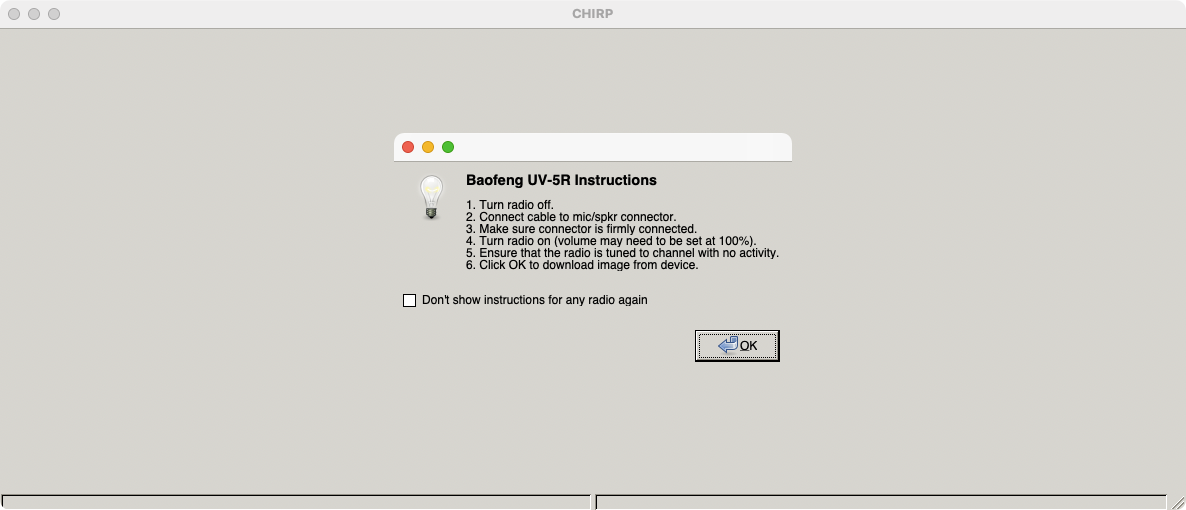 CHIRP
Baofeng UV-5R Instructions
1. Turn radio off.
2. Connect cable to mic/spkr connector.
3. Make sure connector is firmly connected.
4. Turn radio on (volume may need to be set at 100%).
5. Ensure that the radio is tuned to channel with no activity.
6. Click OK to download image from device.
Don't show instructions for any radio again
OK